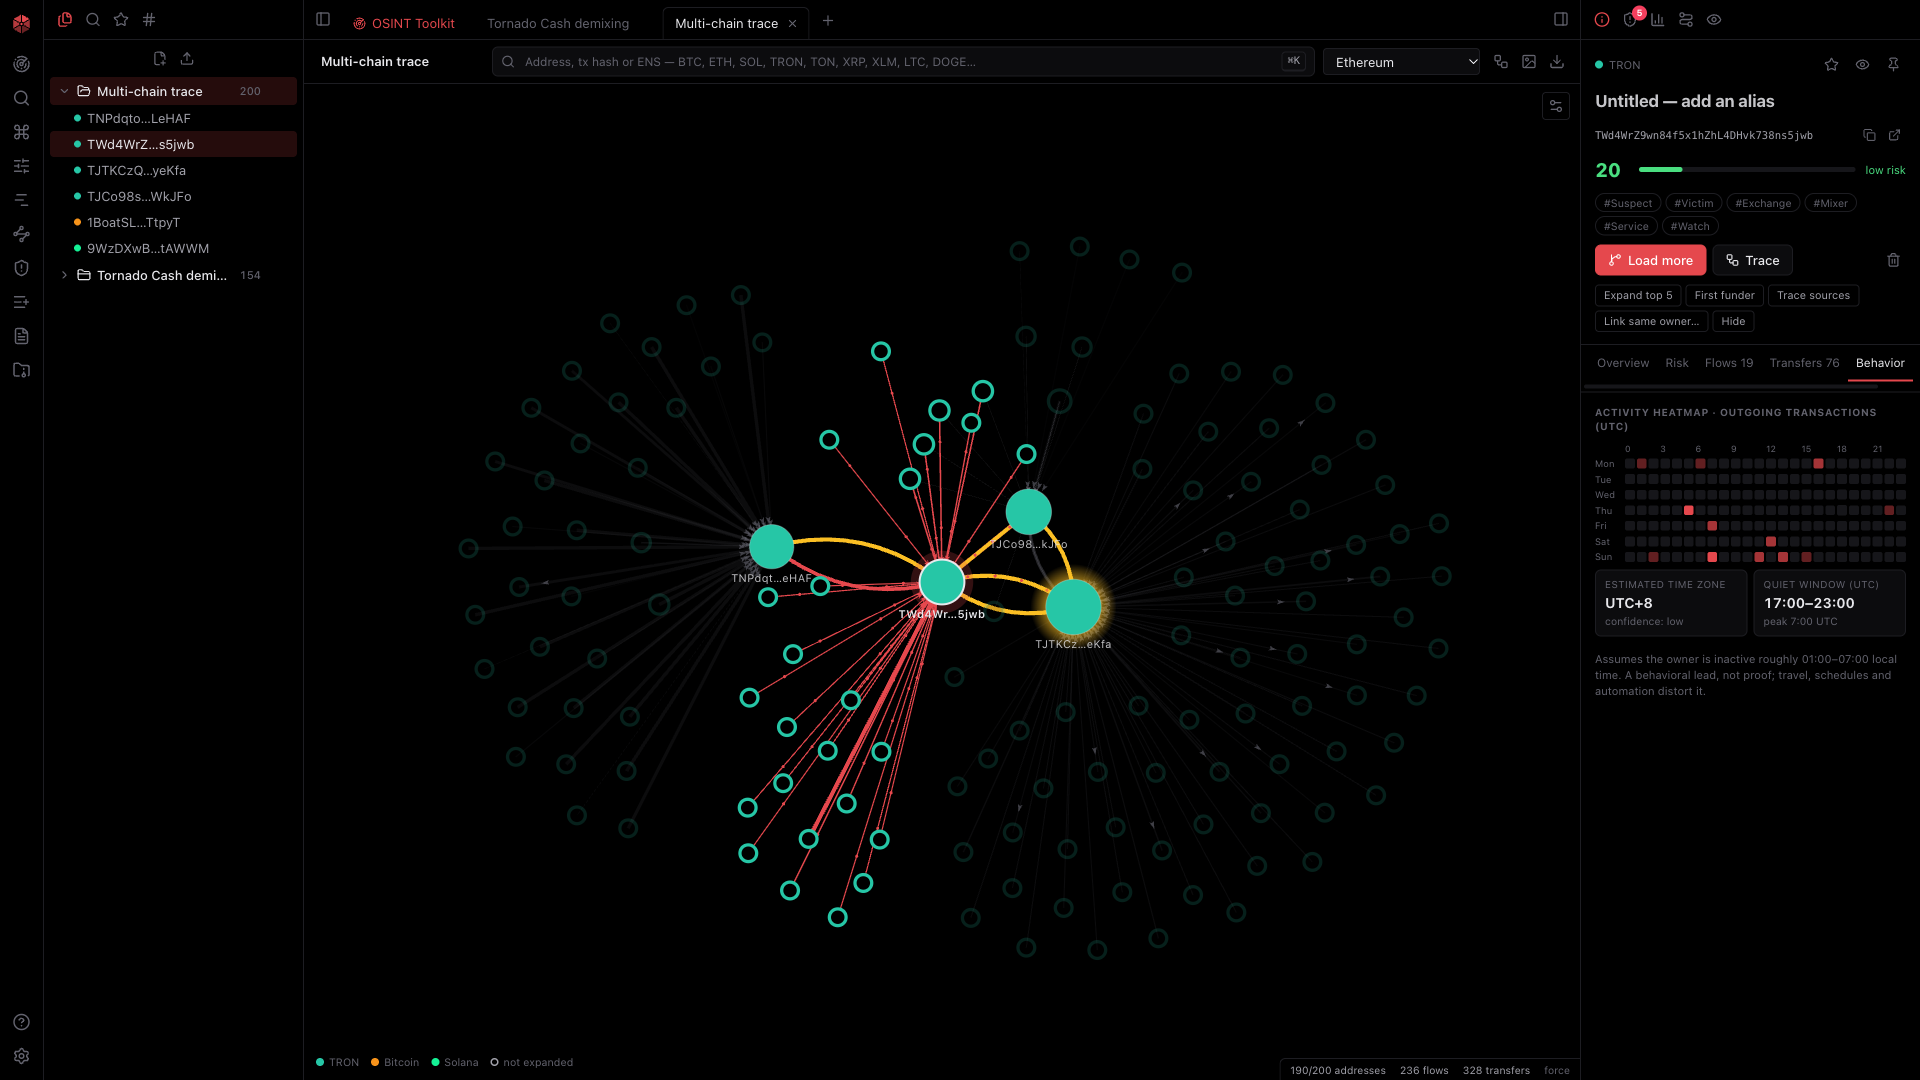 OSINT Toolkit
Tornado Cash demixing
Multi-chain trace
5
Multi-chain trace
Address, tx hash or ENS — BTC, ETH, SOL, TRON, TON, XRP, XLM, LTC, DOGE...
⌘K
Ethereum
Multi-chain trace 200
TNPdqto...LeHAF
TWd4WrZ...s5jwb
TJTKCzQ...yeKfa
TJCo98s...WkJFo
1BoatSL...TtpyT
9WzDXwB...tAWWM
Tornado Cash demi... 154
TJCo98...kJFo
TNPdqt...eHAF
TWd4Wr...5jwb
TJTKCz...eKfa
TRON
Bitcoin
Solana
not expanded
190/200 addresses
236 flows
328 transfers
force
TRON
Untitled — add an alias
TWd4WrZ9wn84f5x1hZhL4DHvk738ns5jwb
20
low risk
#Suspect
#Victim
#Exchange
#Mixer
#Service
#Watch
Load more
Trace
Expand top 5
First funder
Trace sources
Link same owner...
Hide
Overview
Risk
Flows 19
Transfers 76
Behavior
ACTIVITY HEATMAP · OUTGOING TRANSACTIONS
(UTC)
0 3 6 9 12 15 18 21
Mon
Tue
Wed
Thu
Fri
Sat
Sun
ESTIMATED TIME ZONE
UTC+8
confidence: low
QUIET WINDOW (UTC)
17:00–23:00
peak 7:00 UTC
Assumes the owner is inactive roughly 01:00–07:00 local
time. A behavioral lead, not proof; travel, schedules and
automation distort it.